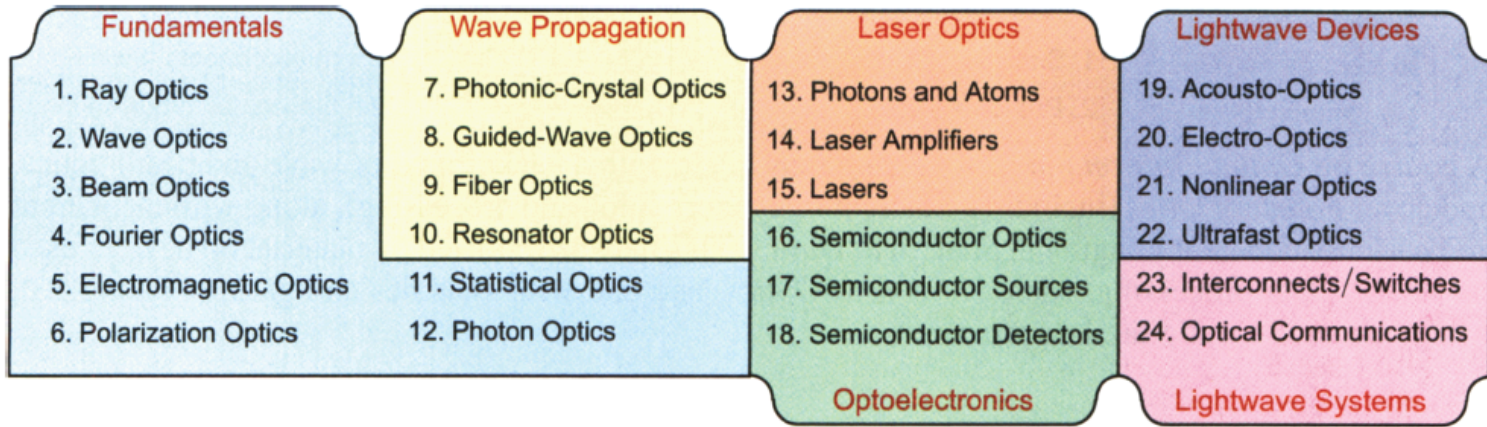 Fundamentals
1. Ray Optics
2. Wave Optics
3. Beam Optics
4. Fourier Optics
5. Electromagnetic Optics
6. Polarization Optics
Wave Propagation
7. Photonic-Crystal Optics
8. Guided-Wave Optics
9. Fiber Optics
10. Resonator Optics
11. Statistical Optics
12. Photon Optics
Laser Optics
13. Photons and Atoms
14. Laser Amplifiers
15. Lasers
16. Semiconductor Optics
17. Semiconductor Sources
18. Semiconductor Detectors
Optoelectronics
Lightwave Devices
19. Acousto-Optics
20. Electro-Optics
21. Nonlinear Optics
22. Ultrafast Optics
23. Interconnects/Switches
24. Optical Communications
Lightwave Systems